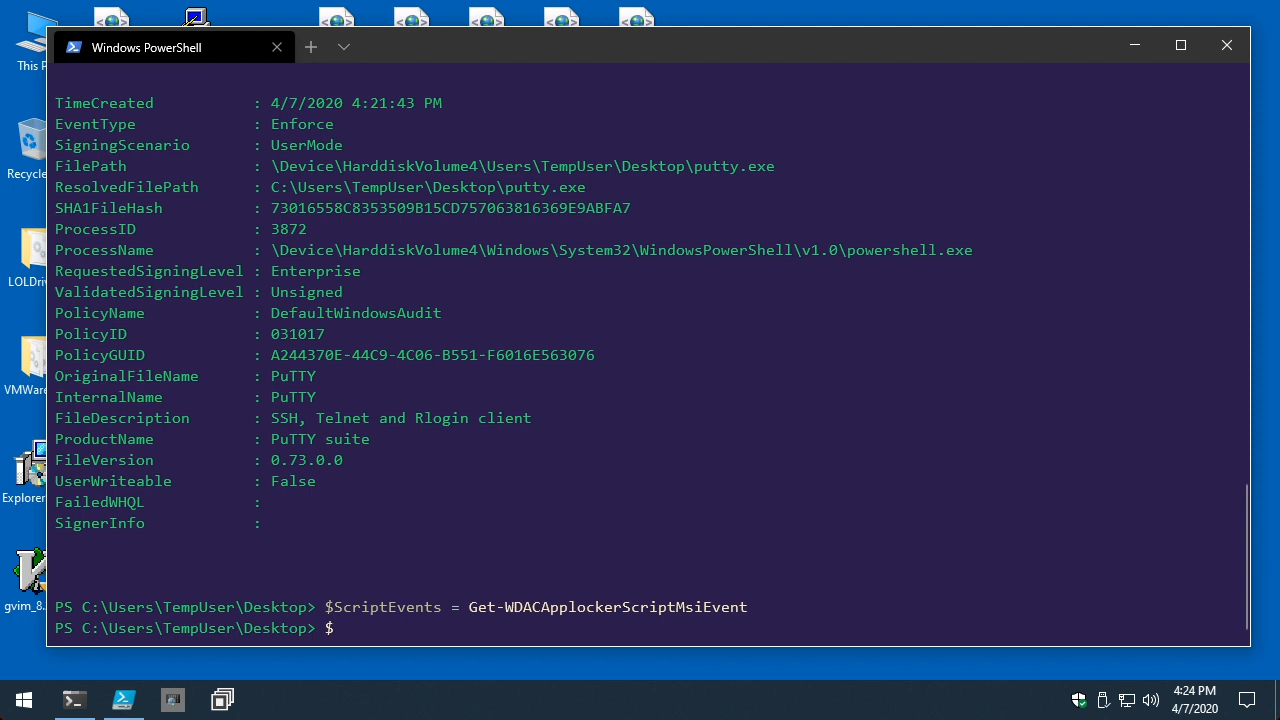 Windows PowerShell
This P
TimeCreated : 4/7/2020 4:21:43 PM
EventType : Enforce
SigningScenario : UserMode
FilePath : \Device\HarddiskVolume4\Users\TempUser\Desktop\putty.exe
Recycle
ResolvedFilePath : C:\Users\TempUser\Desktop\putty.exe
SHA1FileHash : 73016558C8353509B15CD757063816369E9ABFA7
ProcessID : 3872
ProcessName : \Device\HarddiskVolume4\Windows\System32\WindowsPowerShell\v1.0\powershell.exe
RequestedSigningLevel : Enterprise
LOLDriv
ValidatedSigningLevel : Unsigned
PolicyName : DefaultWindowsAudit
PolicyID : 031017
PolicyGUID : A244370E-44C9-4C06-B551-F6016E563076
OriginalFileName : PuTTY
VMWare
InternalName : PuTTY
FileDescription : SSH, Telnet and Rlogin client
ProductName : PuTTY suite
FileVersion : 0.73.0.0
UserWriteable : False
Explorer
FailedWHQL :
SignerInfo :
gvim_8.
PS C:\Users\TempUser\Desktop> $ScriptEvents = Get-WDACApplockerScriptMsiEvent
PS C:\Users\TempUser\Desktop> $
4:24 PM
4/7/2020